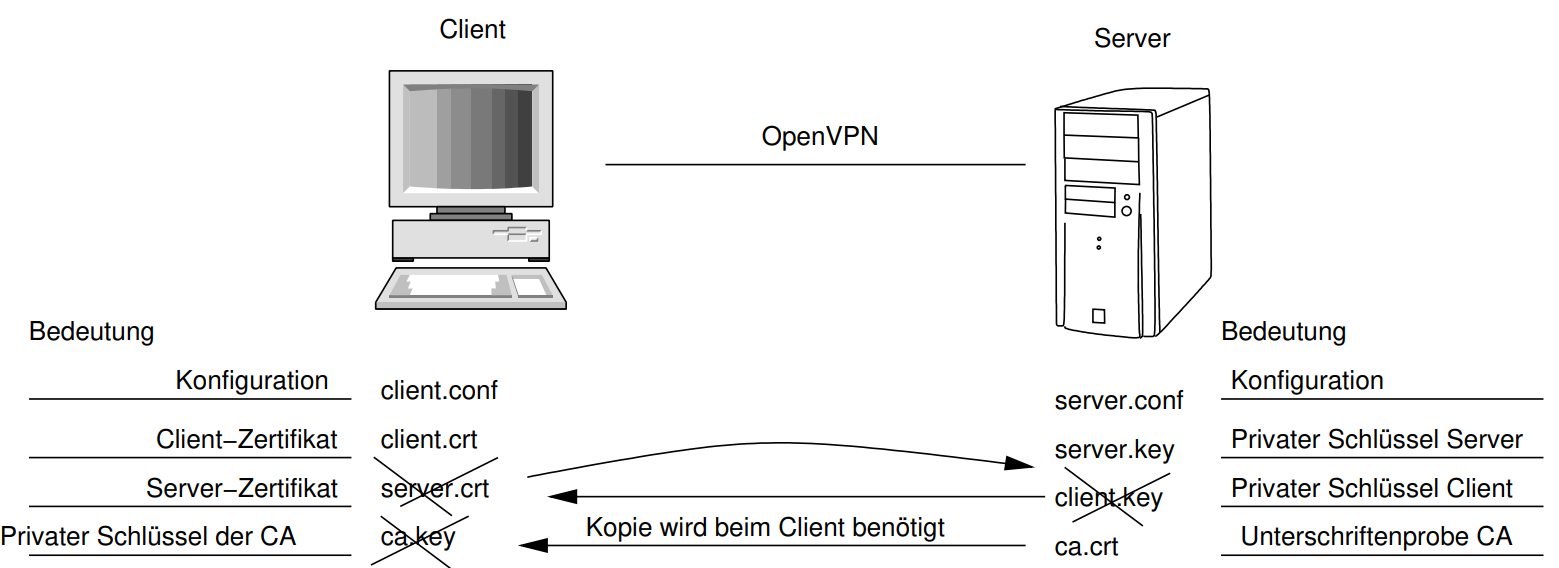 Client
Server
OpenVPN
Bedeutung
Bedeutung
Konfiguration
client.conf
server.conf
Konfiguration
Client–Zertifikat
client.crt
server.key
Privater Schlüssel Server
Server–Zertifikat
server.crt
client.key
Privater Schlüssel Client
Privater Schlüssel der CA
ca.key
Kopie wird beim Client benötigt
ca.crt
Unterschriftenprobe CA